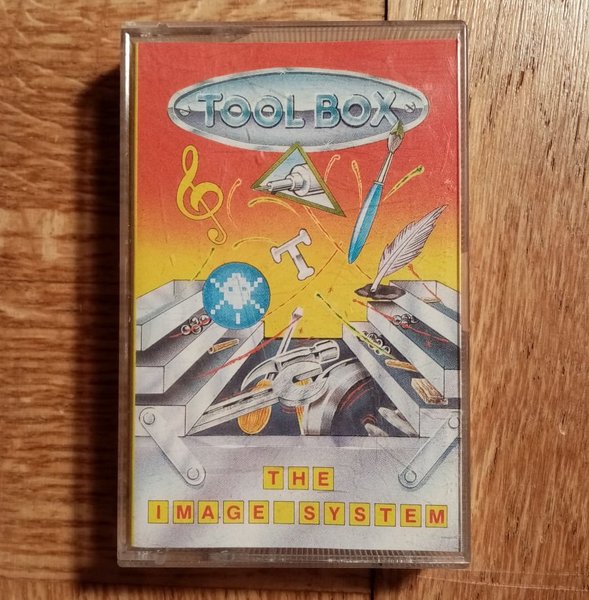 TOOL BOX
T
THE
IMAGE SYSTEM